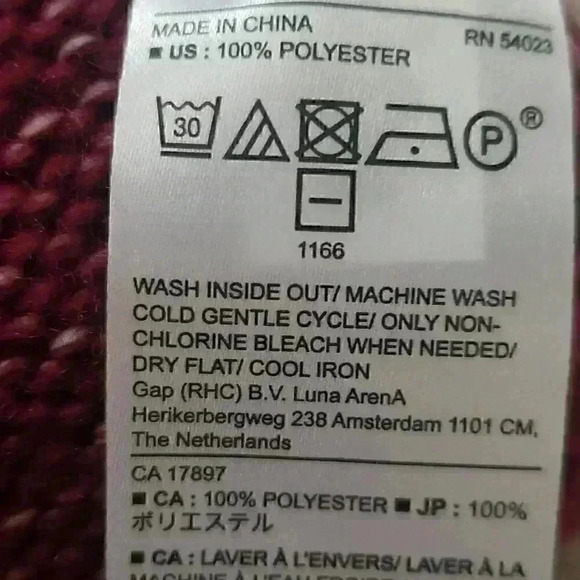 MADE IN CHINA RN 54023
■ US : 100% POLYESTER
30 P ®
1166
WASH INSIDE OUT/ MACHINE WASH
COLD GENTLE CYCLE/ ONLY NON-
CHLORINE BLEACH WHEN NEEDED/
DRY FLAT/ COOL IRON
Gap (RHC) B.V. Luna ArenA
Herikerbergweg 238 Amsterdam 1101 CM,
The Netherlands
CA 17897
■ CA : 100% POLYESTER ■ JP : 100%
ポリエステル
■ CA : LAVER À L'ENVERS/ LAVER À LA
MACHINE À L'EAU FROIDE